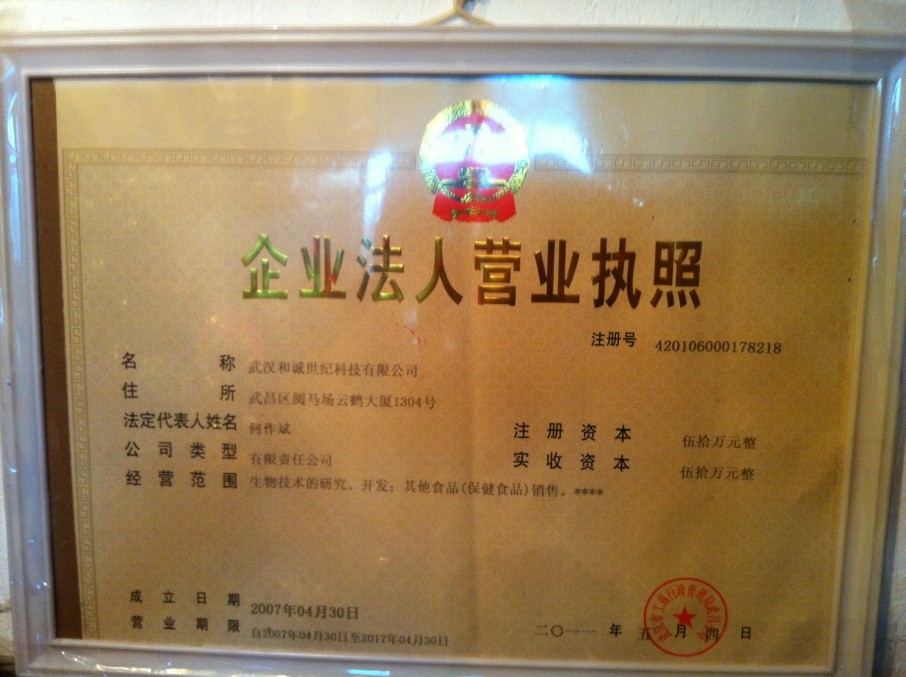 企业法人营业执照
注册号 420106000178218
名称 武汉和诚世纪科技有限公司
住所 武昌区阅马场云鹤大厦1304号
法定代表人姓名 何作斌
注册资本 伍拾万元整
公司类型 有限责任公司
实收资本 伍拾万元整
经营范围 生物技术的研究、开发；其他食品(保健食品)销售。****
成立日期 2007年04月30日
营业期限 自2007年04月30日至2017年04月30日
二〇一一年五月四日